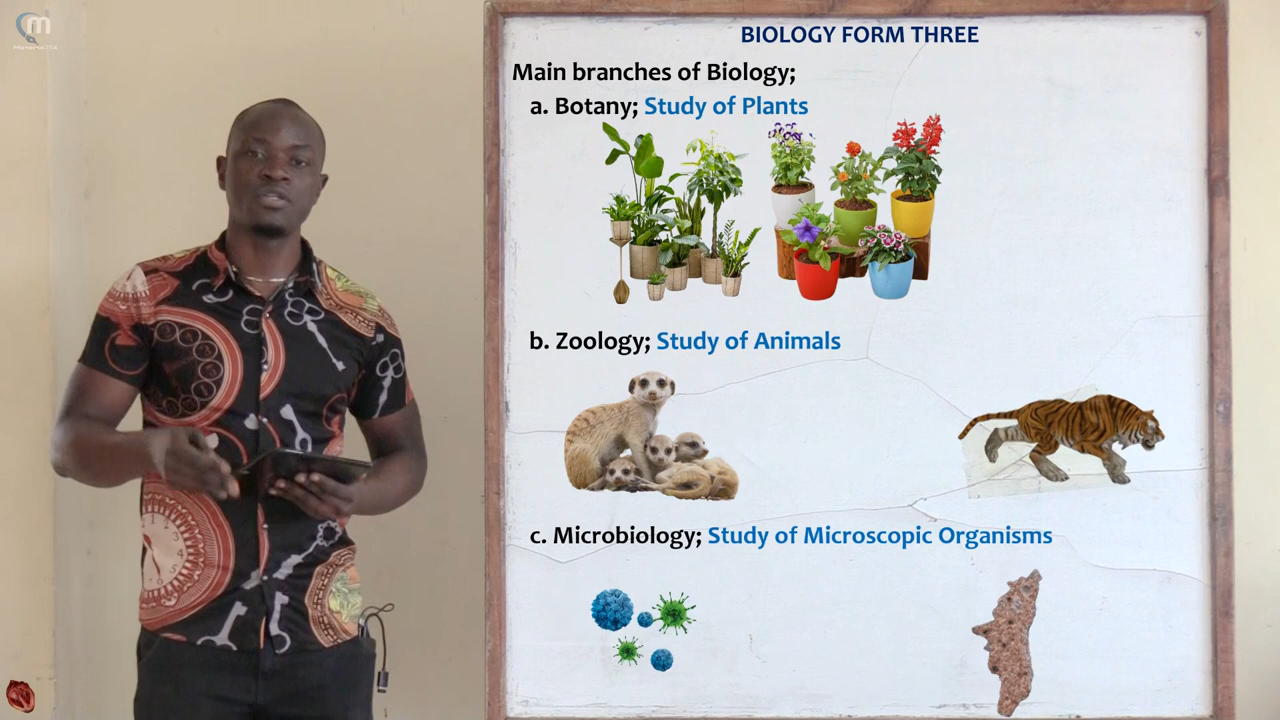 BIOLOGY FORM THREE
Main branches of Biology;
a. Botany; Study of Plants
b. Zoology; Study of Animals
c. Microbiology; Study of Microscopic Organisms